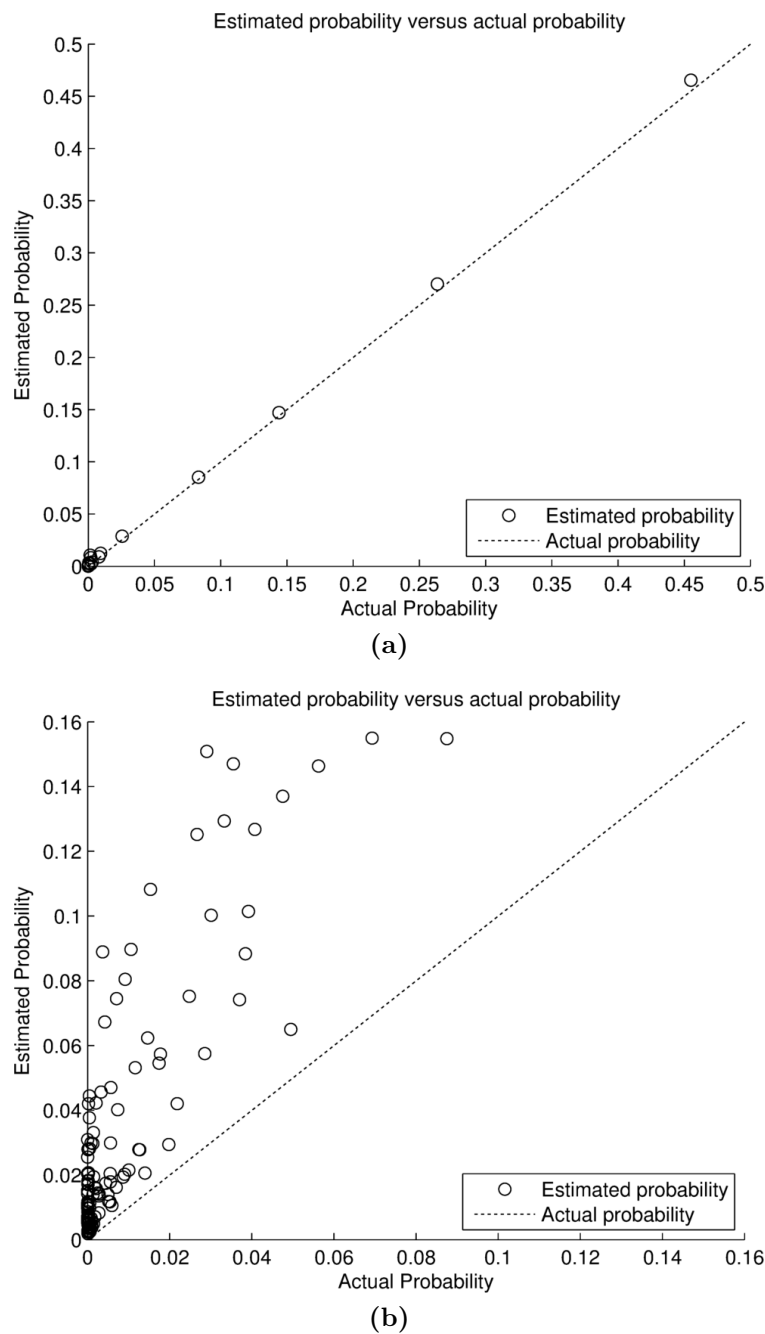 Estimated probability versus actual probability
0.5
0.45
0.4
0.35
0.3
0.25
0.2
0.15
0.1
0.05
0
Estimated Probability
Estimated probability
Actual probability
0 0.05 0.1 0.15 0.2 0.25 0.3 0.35 0.4 0.45 0.5
Actual Probability
(a)
Estimated probability versus actual probability
0.16
0.14
0.12
0.1
0.08
0.06
0.04
0.02
0
Estimated Probability
Estimated probability
Actual probability
0 0.02 0.04 0.06 0.08 0.1 0.12 0.14 0.16
Actual Probability
(b)